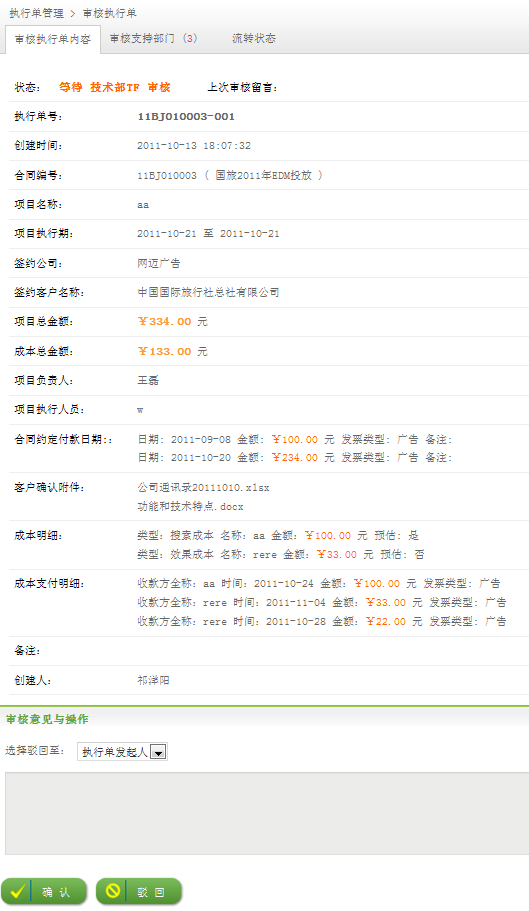 执行单管理 > 审核执行单
审核执行单内容 审核支持部门 (3) 流转状态
状态: 等待 技术部TF 审核 上次审核留言:
执行单号: 11BJ010003-001
创建时间: 2011-10-13 18:07:32
合同编号: 11BJ010003 ( 国旅2011年EDM投放 )
项目名称: aa
项目执行期: 2011-10-21 至 2011-10-21
签约公司: 网迈广告
签约客户名称: 中国国际旅行社总社有限公司
项目总金额: ¥334.00 元
成本总金额: ¥133.00 元
项目负责人: 王磊
项目执行人员: w
合同约定付款日期:: 日期: 2011-09-08 金额: ¥100.00 元 发票类型: 广告 备注:
日期: 2011-10-20 金额: ¥234.00 元 发票类型: 广告 备注:
客户确认附件: 公司通讯录20111010.xlsx
功能和技术特点.docx
成本明细: 类型: 搜索成本 名称: aa 金额: ¥100.00 元 预估: 是
类型: 效果成本 名称: rere 金额: ¥33.00 元 预估: 否
成本支付明细: 收款方全称: aa 时间: 2011-10-24 金额: ¥100.00 元 发票类型: 广告
收款方全称: rere 时间: 2011-11-04 金额: ¥33.00 元 发票类型: 广告
收款方全称: rere 时间: 2011-10-28 金额: ¥22.00 元 发票类型: 广告
备注:
创建人: 祁泽阳
审核意见与操作
选择驳回至: 执行单发起人
确 认 驳 回